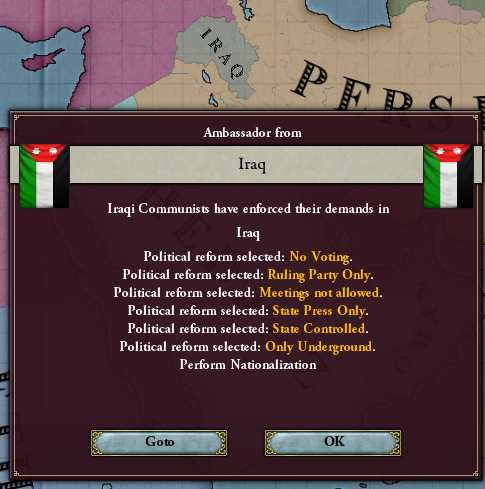 IRAQ
PERS
Ambassador from
Iraq
Iraqi Communists have enforced their demands in
Iraq
Political reform selected: No Voting.
Political reform selected: Ruling Party Only.
Political reform selected: Meetings not allowed.
Political reform selected: State Press Only.
Political reform selected: State Controlled.
Political reform selected: Only Underground.
Perform Nationalization
OMAN
Goto
OK